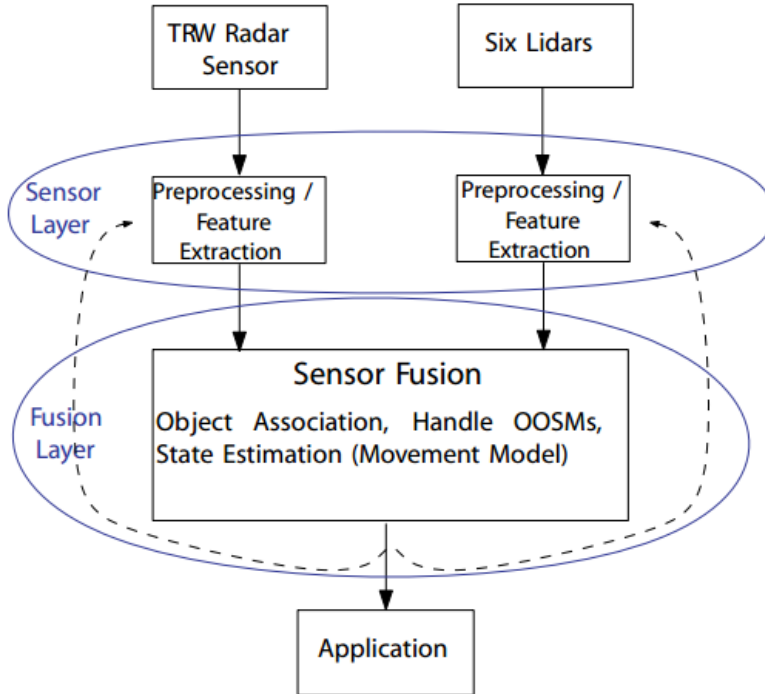 TRW Radar
Sensor
Six Lidars
Sensor
Layer
Preprocessing /
Feature
Extraction
Preprocessing /
Feature
Extraction
Fusion
Layer
Sensor Fusion
Object Association, Handle OOSMs,
State Estimation (Movement Model)
Application